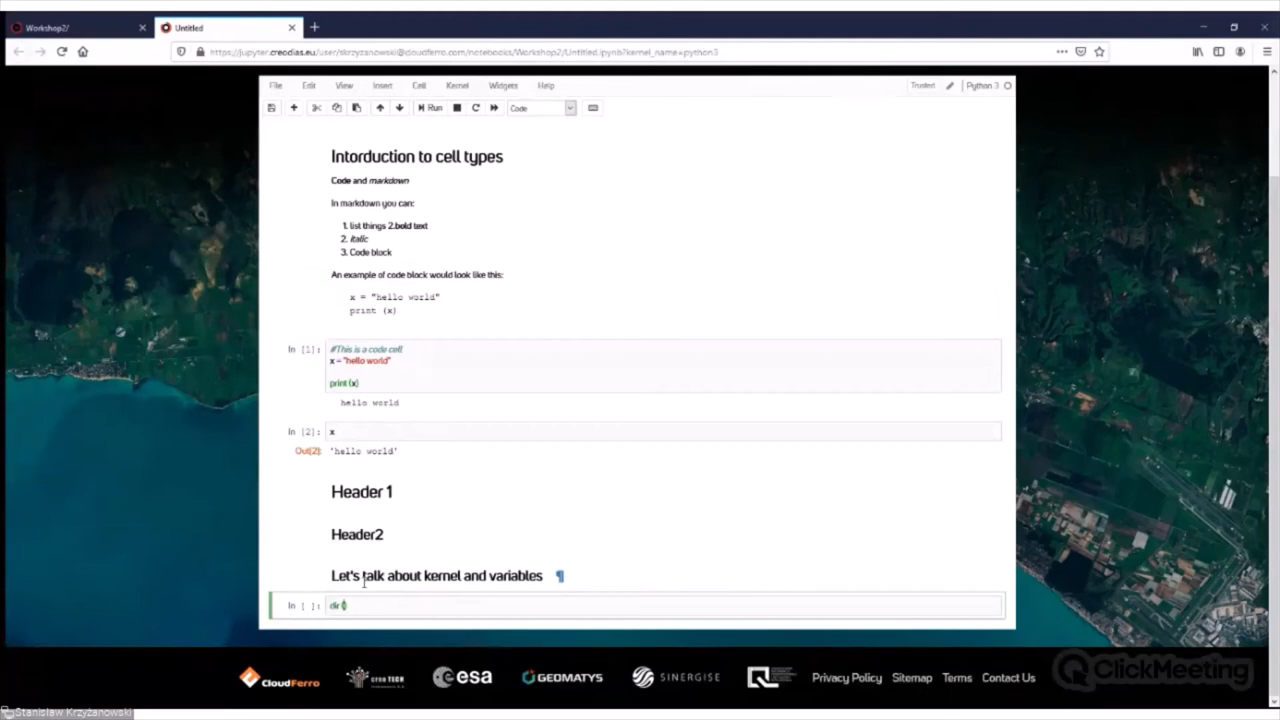 Workshop2/
Untitled
https://jupyter.creodias.eu/user/skrzyzanowski@cloudferro.com/notebooks/Workshop2/Untitled.ipynb?kernel_name=python3
File Edit View Insert Cell Kernel Widgets Help
Trusted Python 3
Run Code
Intorduction to cell types
Code and markdown
In markdown you can:
1. list things 2.bold text
2. italic
3. Code block
An example of code block would look like this:
x = "hello world"
print (x)
In [1]: #This is a code cell
x = "hello world"
print (x)
hello world
In [2]: x
Out[2]: 'hello world'
Header 1
Header2
Let's talk about kernel and variables ¶
In [ ]: dir ()
CloudFerro CREOTECH esa GEOMATYS SINERGISE Privacy Policy Sitemap Terms Contact Us
ClickMeeting
Stanisław Krzyżanowski